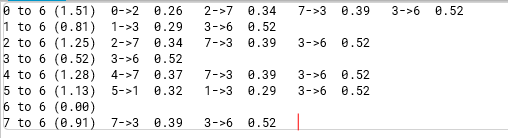 0 to 6 (1.51)  0->2  0.26  2->7  0.34  7->3  0.39  3->6  0.52
1 to 6 (0.81)  1->3  0.29  3->6  0.52
2 to 6 (1.25)  2->7  0.34  7->3  0.39  3->6  0.52
3 to 6 (0.52)  3->6  0.52
4 to 6 (1.28)  4->7  0.37  7->3  0.39  3->6  0.52
5 to 6 (1.13)  5->1  0.32  1->3  0.29  3->6  0.52
6 to 6 (0.00)
7 to 6 (0.91)  7->3  0.39  3->6  0.52